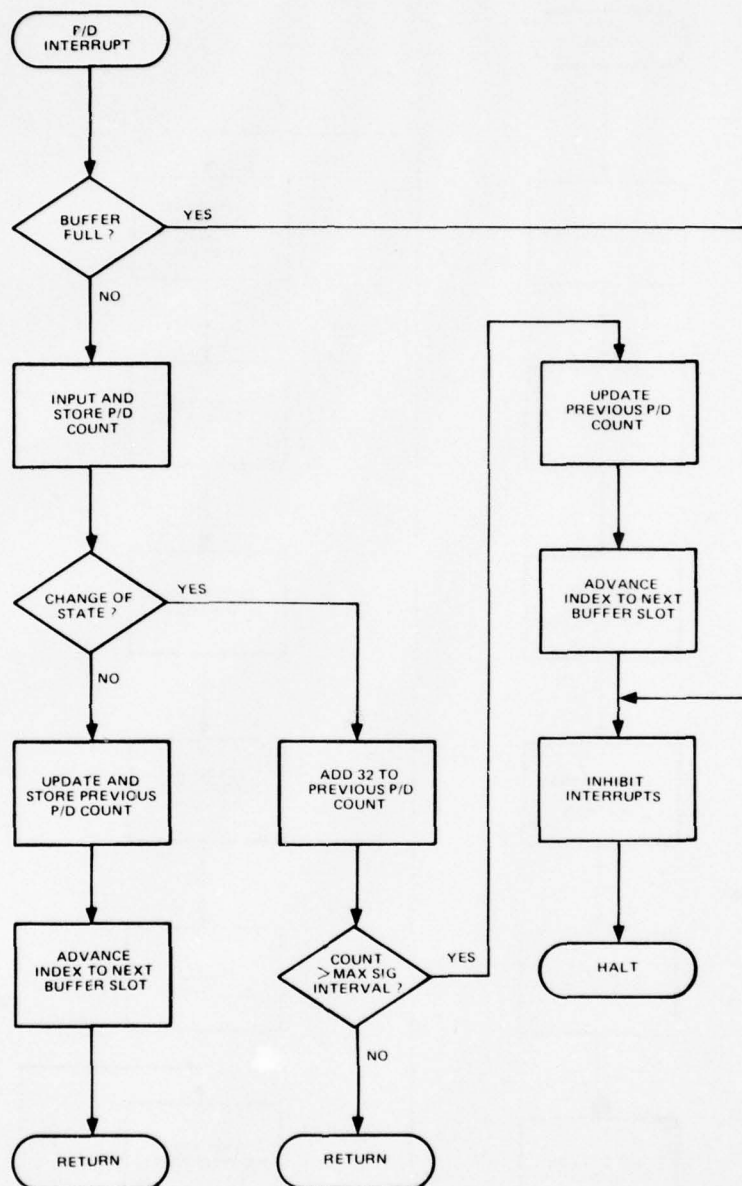 P/D
INTERRUPT
BUFFER
FULL ?
YES
NO
INPUT AND
STORE P/D
COUNT
CHANGE OF
STATE ?
YES
NO
UPDATE AND
STORE PREVIOUS
P/D COUNT
ADVANCE
INDEX TO NEXT
BUFFER SLOT
RETURN
ADD 32 TO
PREVIOUS P/D
COUNT
COUNT
>MAX SIG
INTERVAL ?
YES
NO
RETURN
UPDATE
PREVIOUS P/D
COUNT
ADVANCE
INDEX TO NEXT
BUFFER SLOT
INHIBIT
INTERRUPTS
HALT